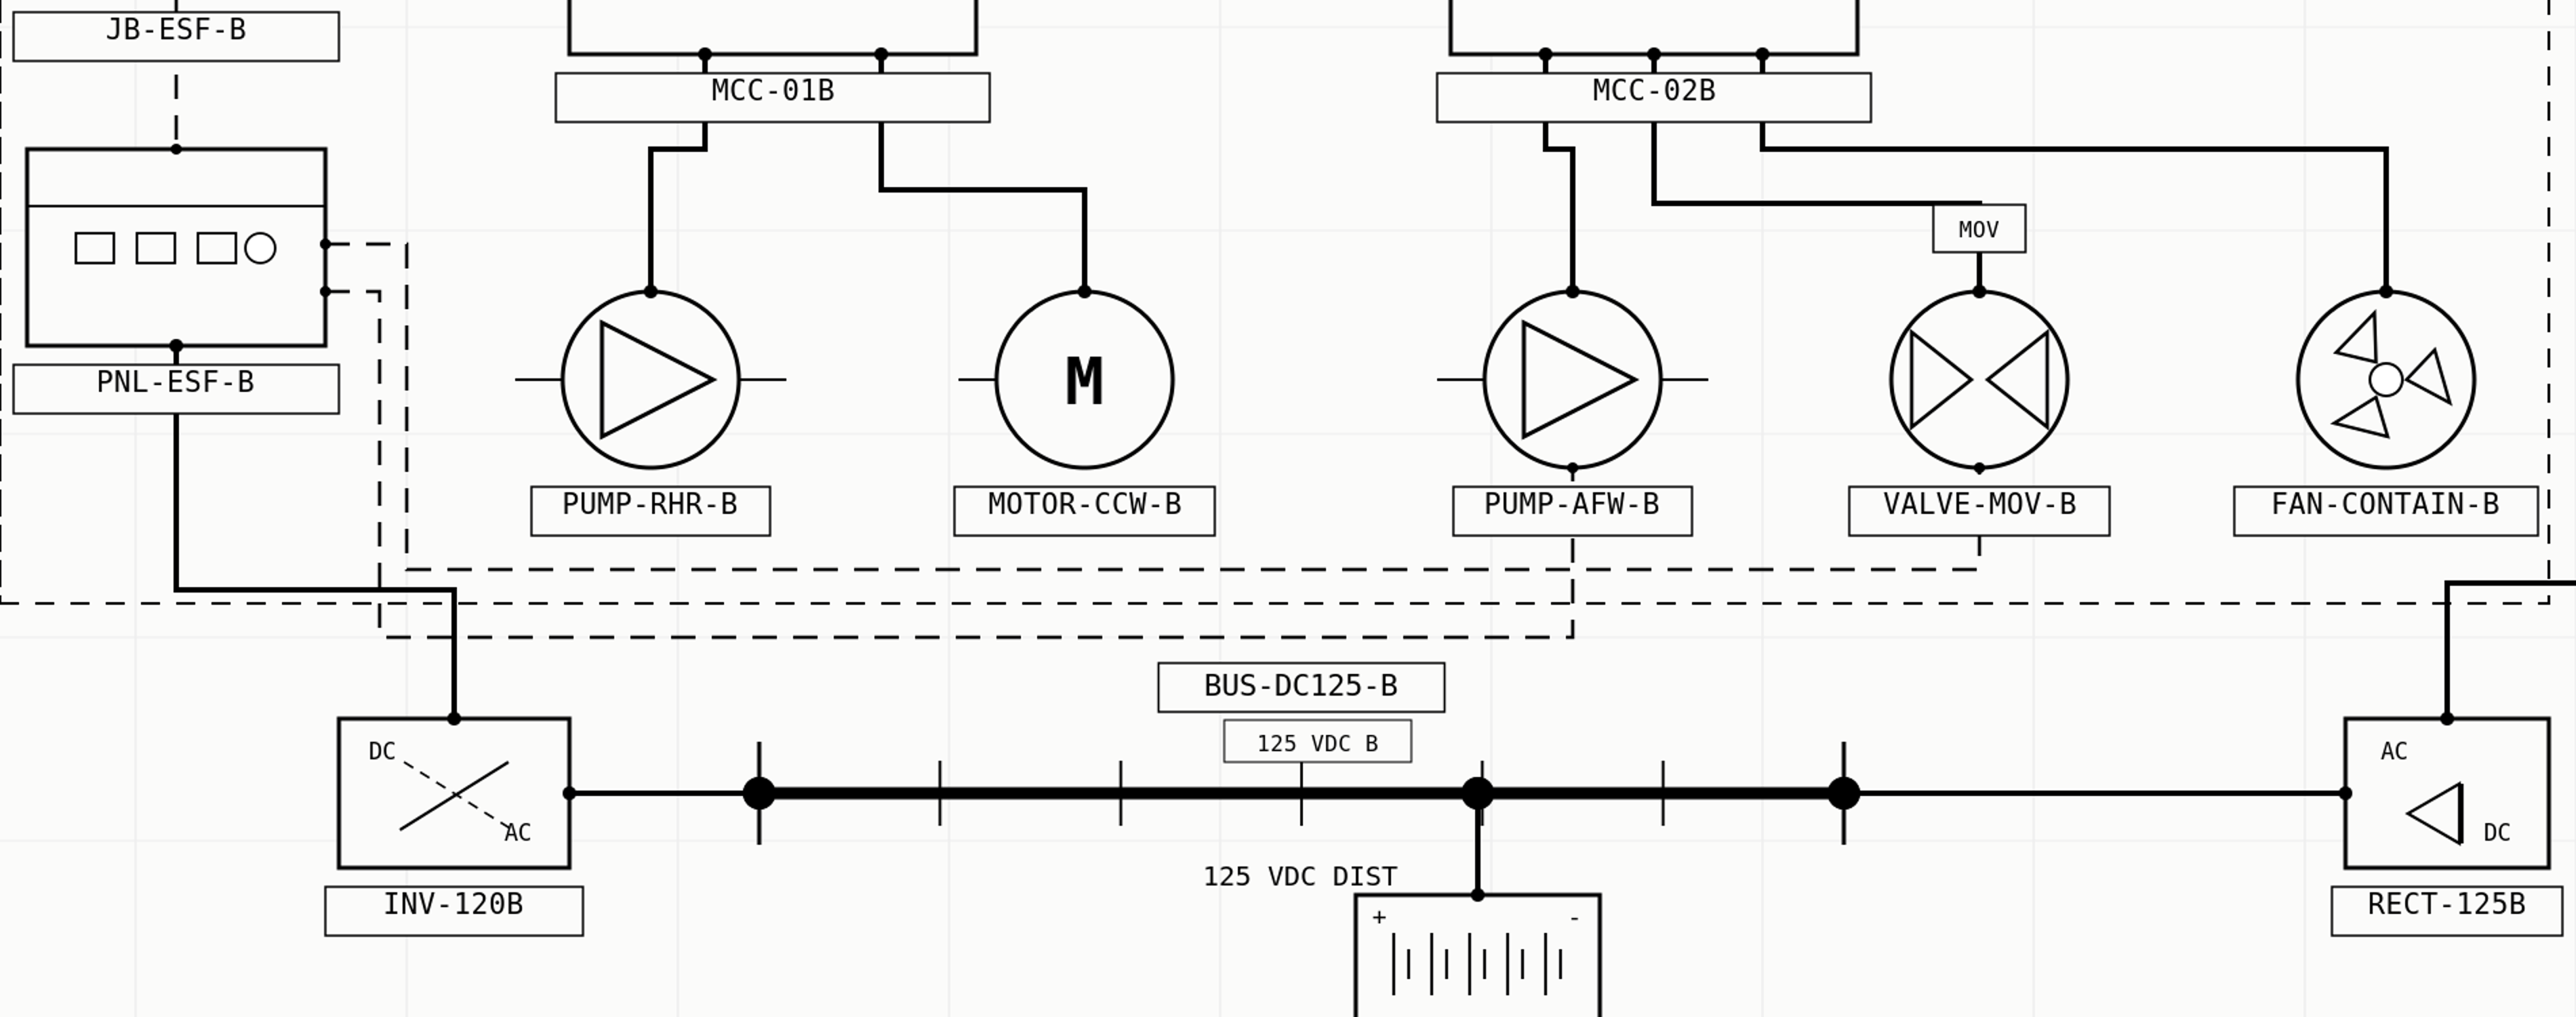 JB-ESF-B
MCC-01B
MCC-02B
MOV
M
PNL-ESF-B
PUMP-RHR-B
MOTOR-CCW-B
PUMP-AFW-B
VALVE-MOV-B
FAN-CONTAIN-B
BUS-DC125-B
125 VDC B
DC
AC
AC
DC
125 VDC DIST
INV-120B
RECT-125B
+ -